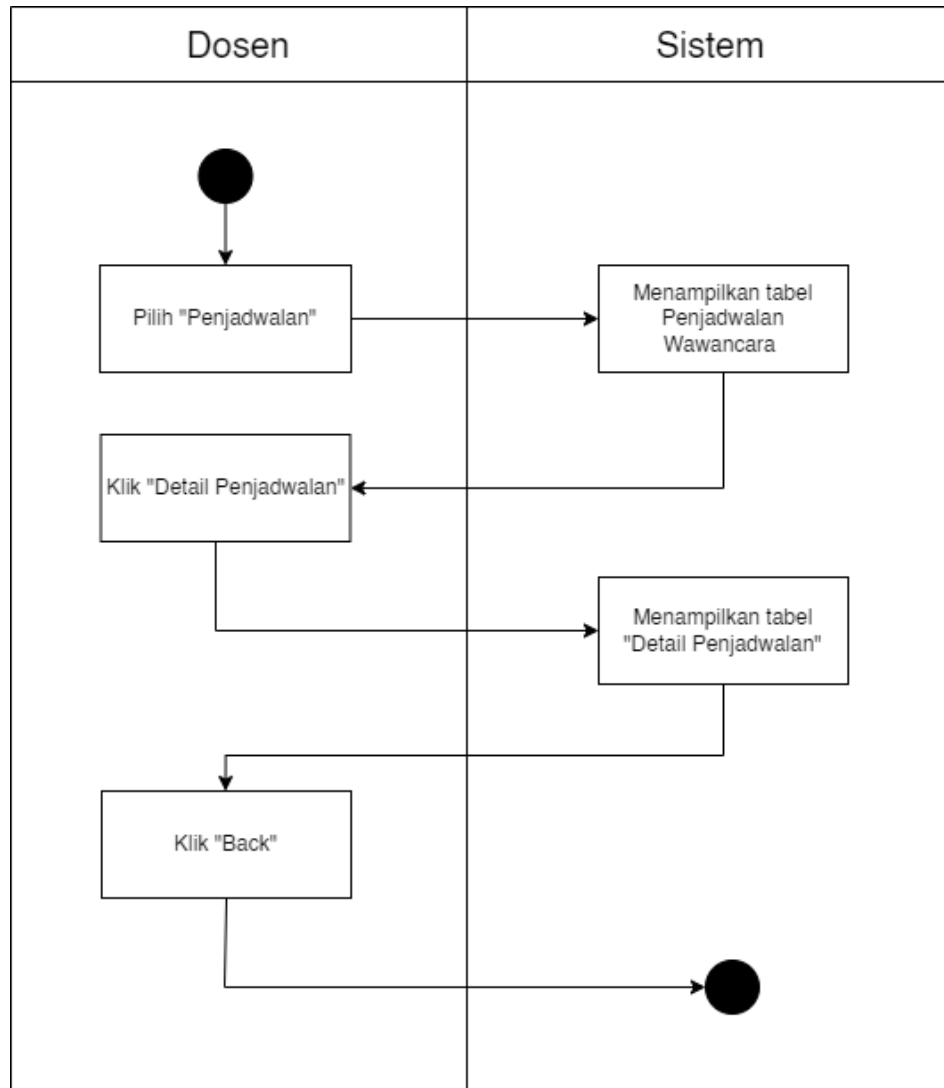 Dosen
Sistem
Pilih "Penjadwalan"
Menampilkan tabel
Penjadwalan
Wawancara
Klik "Detail Penjadwalan"
Menampilkan tabel
"Detail Penjadwalan"
Klik "Back"